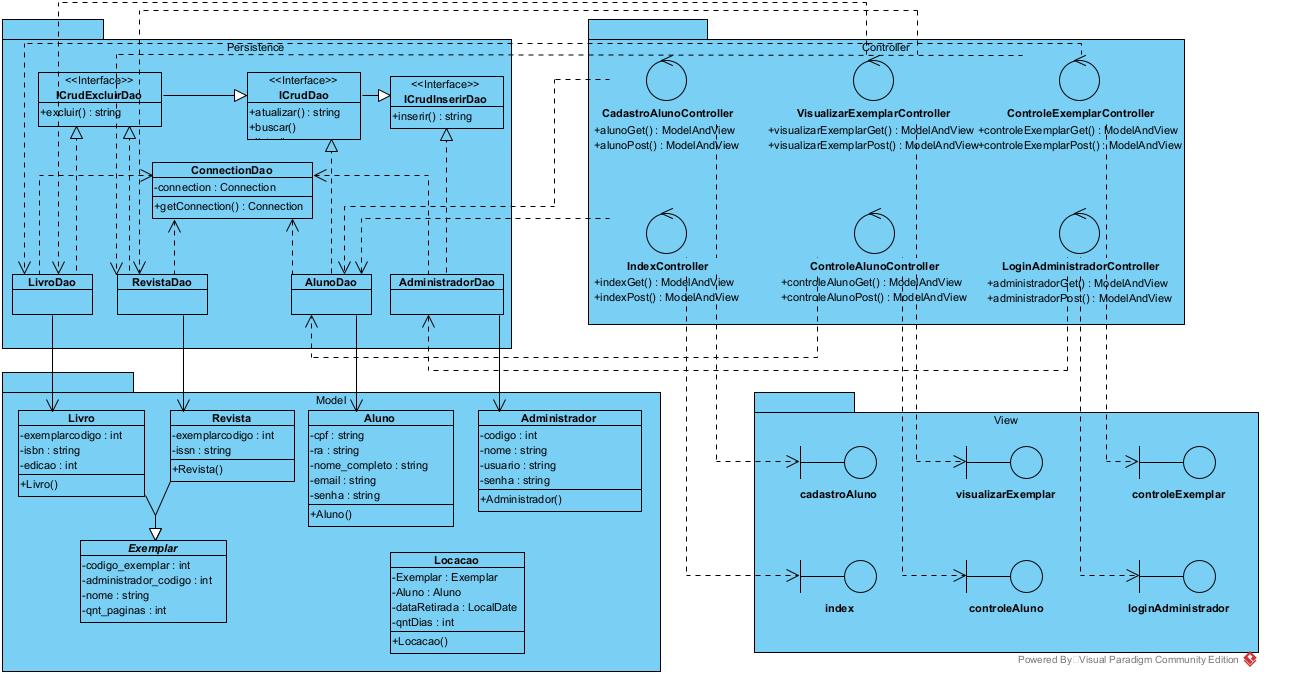 Persistence
<<Interface>>
ICrudExcluirDao
+excluir() : string
<<Interface>>
ICrudDao
+atualizar() : string
+buscar()
<<Interface>>
ICrudInserirDao
+inserir() : string
ConnectionDao
-connection : Connection
+getConnection() : Connection
LivroDao
RevistaDao
AlunoDao
AdministradorDao
Controller
CadastroAlunoController
+alunoGet() : ModelAndView
+alunoPost() : ModelAndView
VisualizarExemplarController
+visualizarExemplarGet() : ModelAndView
+visualizarExemplarPost() : ModelAndView
ControleExemplarController
+controleExemplarGet() : ModelAndView
+controleExemplarPost() : ModelAndView
IndexController
+indexGet() : ModelAndView
+indexPost() : ModelAndView
ControleAlunoController
+controleAlunoGet() : ModelAndView
+controleAlunoPost() : ModelAndView
LoginAdministradorController
+administradorGet() : ModelAndView
+administradorPost() : ModelAndView
Model
Livro
-exemplarcodigo : int
-isbn : string
-edicao : int
+Livro()
Revista
-exemplarcodigo : int
-issn : string
+Revista()
Aluno
-cpf : string
-ra : string
-nome_completo : string
-email : string
-senha : string
+Aluno()
Administrador
-codigo : int
-nome : string
-usuario : string
-senha : string
+Administrador()
Exemplar
-codigo_exemplar : int
-administrador_codigo : int
-nome : string
-qnt_paginas : int
Locacao
-Exemplar : Exemplar
-Aluno : Aluno
-dataRetirada : LocalDate
-qntDias : int
+Locacao()
View
cadastroAluno
visualizarExemplar
controleExemplar
index
controleAluno
loginAdministrador
Powered By Visual Paradigm Community Edition